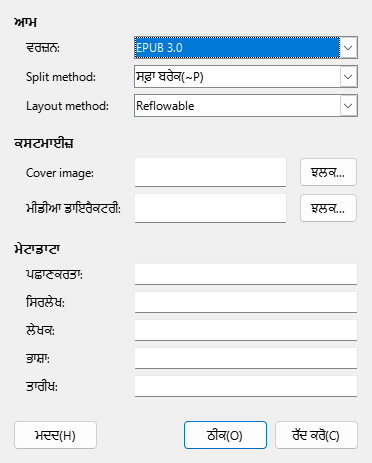 ਆਮ
ਵਰਜ਼ਨ: EPUB 3.0
Split method: ਸਫ਼ਾ ਬਰੇਕ(~P)
Layout method: Reflowable
ਕਸਟਮਾਈਜ਼
Cover image: ਝਲਕ...
ਮੀਡੀਆ ਡਾਇਰੈਕਟਰੀ: ਝਲਕ...
ਮੇਟਾਡਾਟਾ
ਪਛਾਣਕਰਤਾ:
ਸਿਰਲੇਖ:
ਲੇਖਕ:
ਭਾਸ਼ਾ:
ਤਾਰੀਖ:
ਮਦਦ(H) ਠੀਕ(O) ਰੱਦ ਕਰੋ(C)